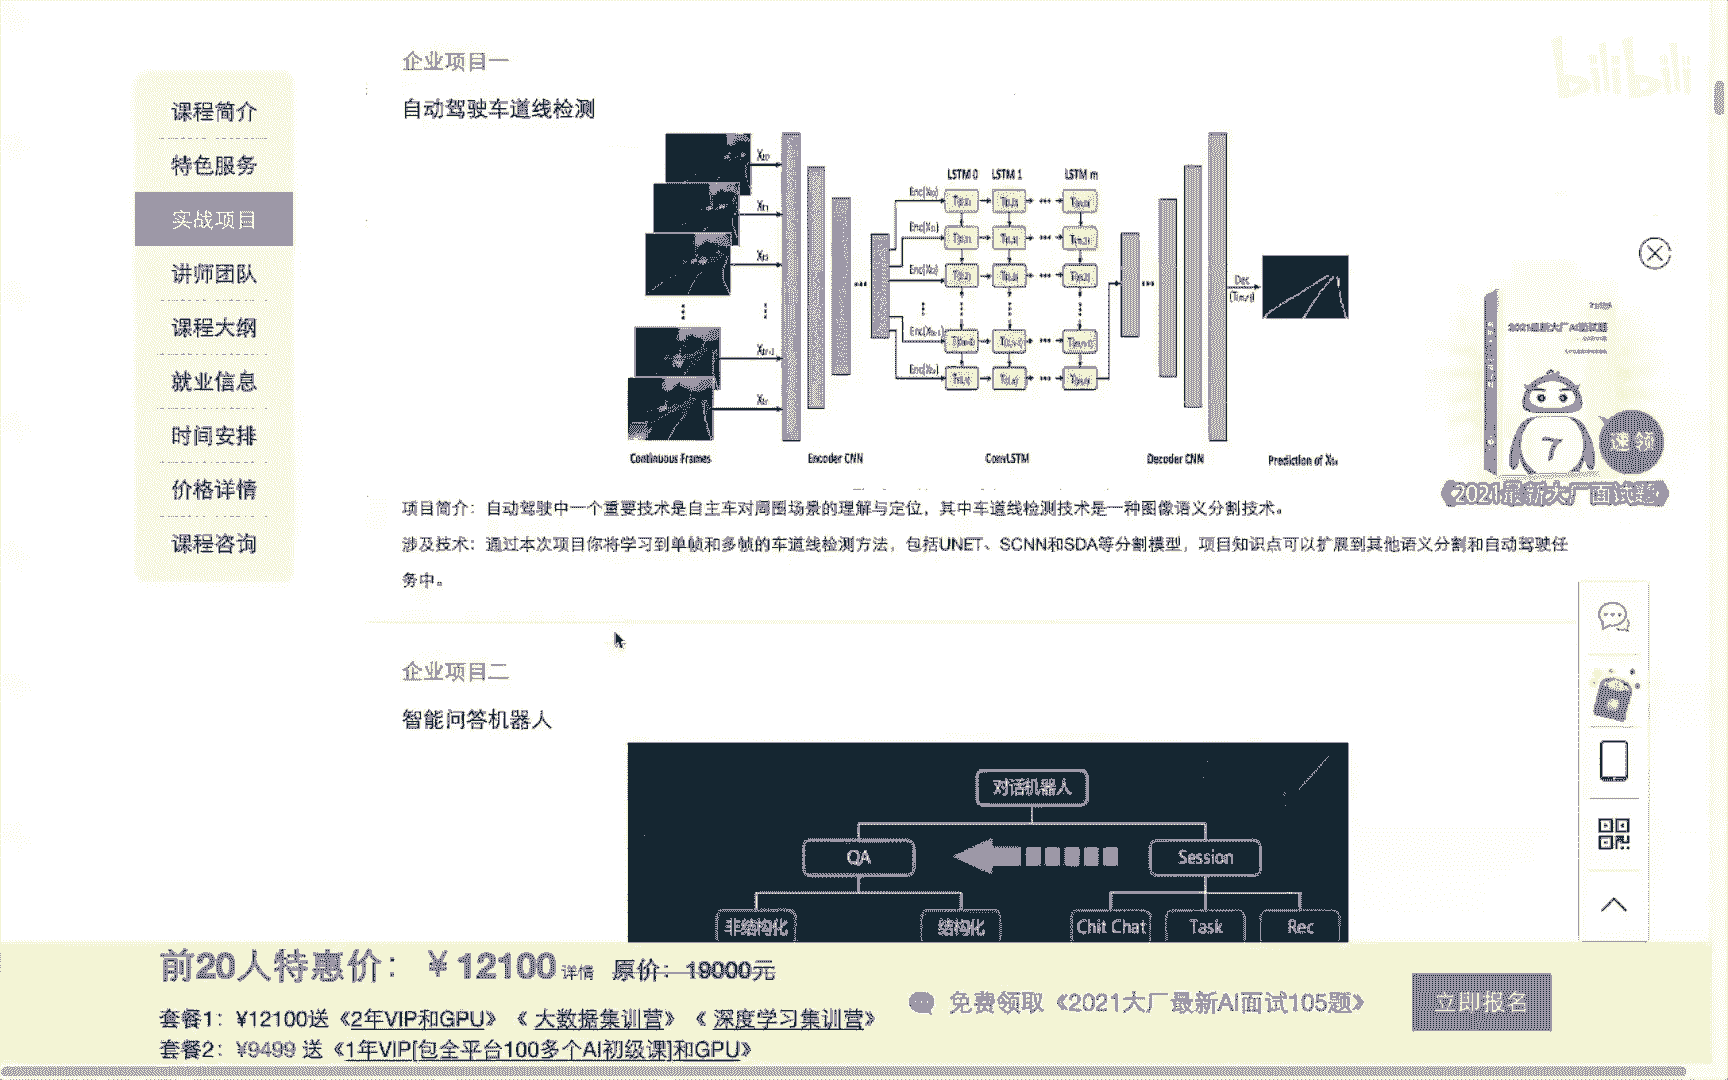 bilibili
课程简介
特色服务
实战项目
讲师团队
课程大纲
就业信息
时间安排
价格详情
课程咨询
企业项目一
自动驾驶车道线检测
LSTM 0 LSTM 1 LSTM m
Continuous Frames Encoder CNN ConvLSTM Decoder CNN Prediction of
项目简介：自动驾驶中一个重要技术是自主车对周围场景的理解与定位，其中车道线检测技术是一种图像语义分割技术。
涉及技术：通过本次项目你将学习到单帧和多帧的车道线检测方法，包括UNET、SCNN和SDA等分割模型，项目知识点可以扩展到其他语义分割和自动驾驶任
务中。
企业项目二
智能问答机器人
对话机器人
QA Session
非结构化 结构化 Chit Chat Task Rec
2021最新大厂AI面试题
速领
2021最新大厂面试题
前20人特惠价：￥12100 详情 原价：19000元
套餐1：¥12100送《2年VIP和GPU》《大数据集训营》《深度学习集训营》
套餐2：¥9499 送《1年VIP[包全平台100多个AI初级课]和GPU》
免费领取《2021大厂最新AI面试105题》
立即报名